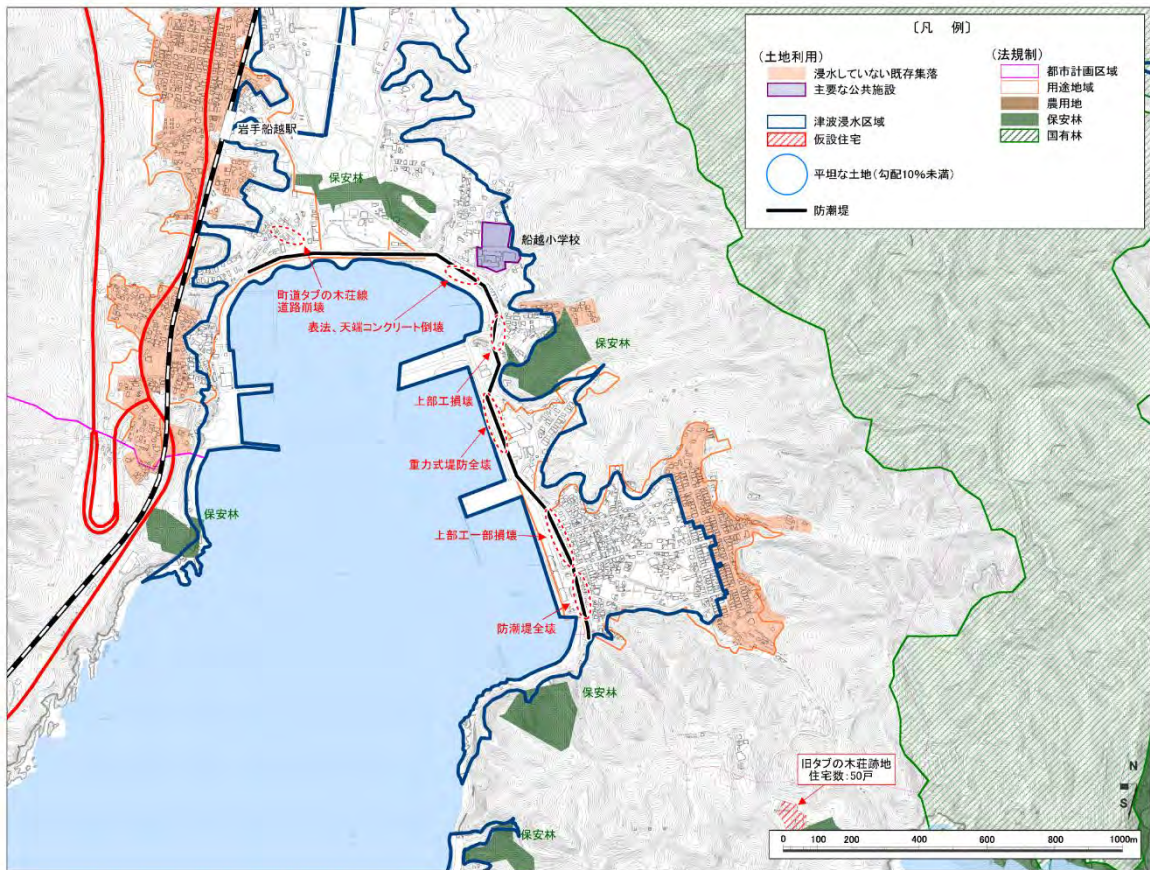 〔凡 例〕
(土地利用)
浸水していない既存集落
主要な公共施設
津波浸水区域
仮設住宅
平坦な土地(勾配10%未満)
防潮堤
(法規制)
都市計画区域
用途地域
農用地
保安林
国有林
岩手船越駅
保安林
船越小学校
町道タブの木荘線
道路崩壊
表法、天端コンクリート倒壊
保安林
上部工損壊
重力式堤防全壊
保安林
上部工一部損壊
防潮堤全壊
保安林
旧タブの木荘跡地
住宅数:50戸
保安林
N
S
0 200 400 600 800 1000m